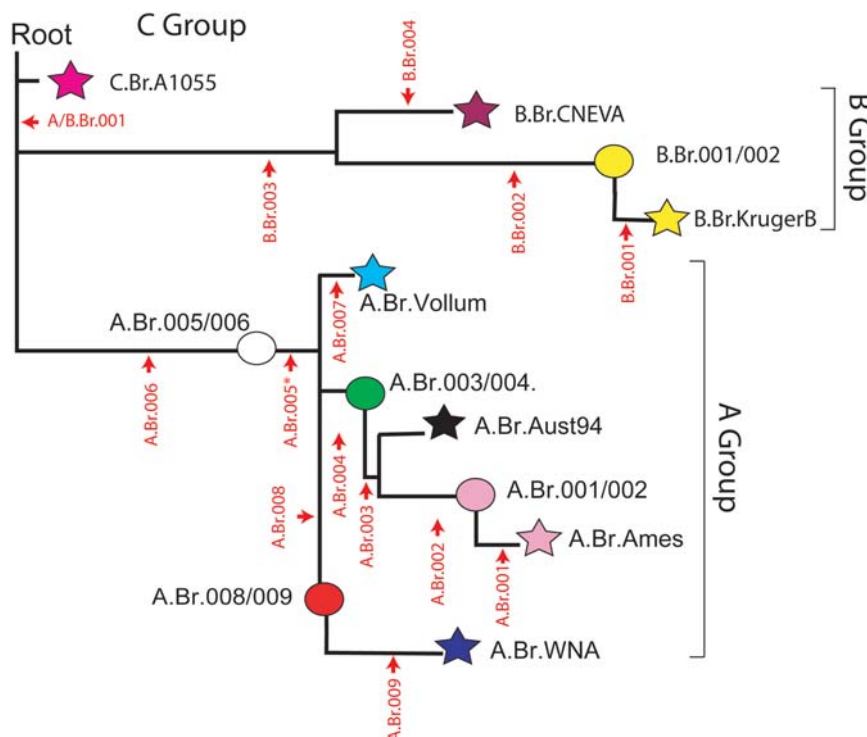 Root
C Group
C.Br.A1055
A/B.Br.001
B.Br.004
B.Br.CNEVA
B.Br.001/002
B.Br.003
B.Br.002
B.Br.KrugerB
B.Br.001
B Group
A.Br.Vollum
A.Br.007
A.Br.005/006
A.Br.006
A.Br.005*
A.Br.003/004.
A.Br.Aust94
A.Br.004
A.Br.003
A.Br.008
A.Br.001/002
A.Br.002
A.Br.Ames
A.Br.001
A.Br.008/009
A.Br.WNA
A.Br.009
A Group